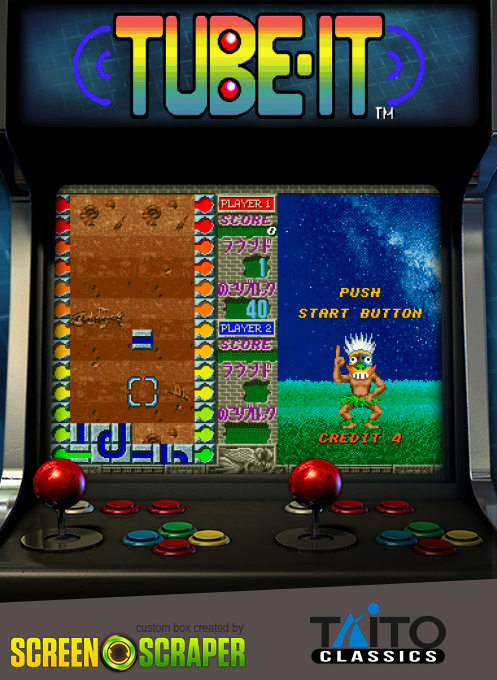 TUBE·IT
TM
PLAYER 1
SCORE
0
ラウンド
1
のこりブロック
40
PLAYER 2
SCORE
ラウンド
のこりブロック
PUSH
START BUTTON
CREDIT 4
custom box created by
SCREEN SCRAPER
TAITO
CLASSICS